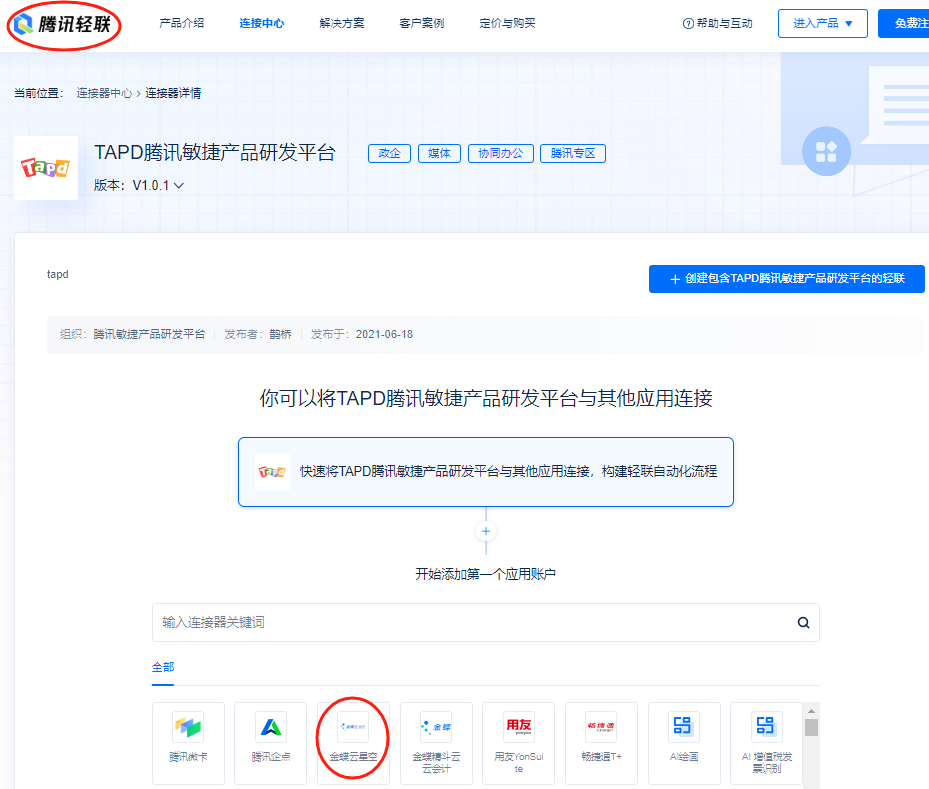 腾讯轻联 产品介绍 连接中心 解决方案 客户案例 定价与购买 帮助与互动 进入产品 免费注
当前位置： 连接器中心 > 连接器详情
TAPD腾讯敏捷产品研发平台 政企 媒体 协同办公 腾讯专区
Tapd
版本：V1.0.1
tapd
+ 创建包含TAPD腾讯敏捷产品研发平台的轻联
组织：腾讯敏捷产品研发平台 发布者：鹊桥 发布于：2021-06-18
你可以将TAPD腾讯敏捷产品研发平台与其他应用连接
Tapd 快速将TAPD腾讯敏捷产品研发平台与其他应用连接，构建轻联自动化流程
+
开始添加第一个应用账户
输入连接器关键词
全部
金蝶 用友 yonyou 畅捷通
腾讯微卡 腾讯企点 金蝶云星空 金蝶精斗云 用友YonSui 畅捷通T+ AI绘画 AI 增值税发
云会计 te 票识别